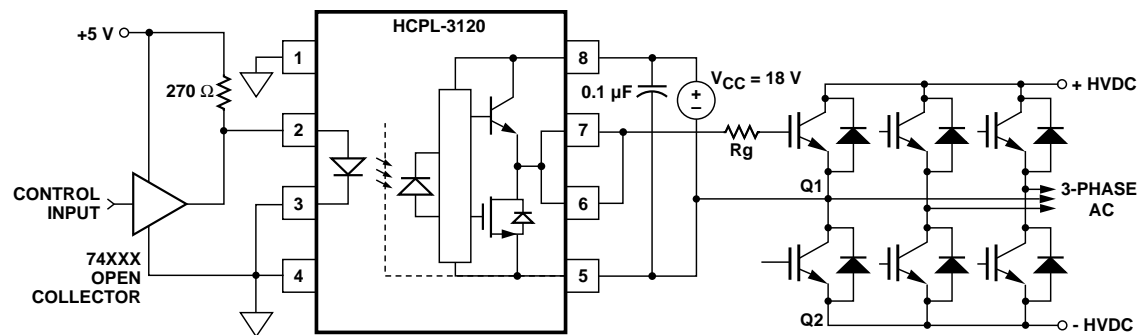 HCPL-3120
+5 V
270 Ω
1
2
3
4
8
7
6
5
0.1 µF
VCC = 18 V
Rg
+ HVDC
Q1
3-PHASE
AC
CONTROL
INPUT
74XXX
OPEN
COLLECTOR
+
–
Q2
- HVDC